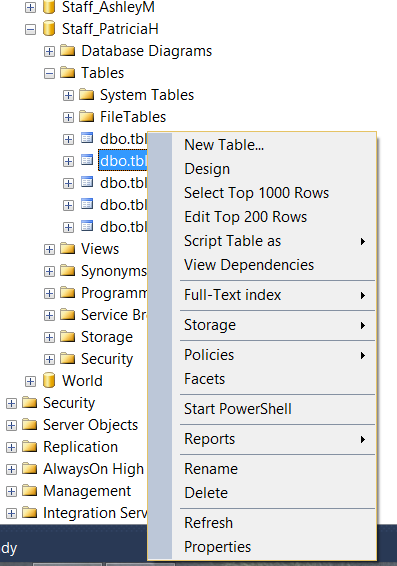 Staff_AshleyM
Staff_PatriciaH
Database Diagrams
Tables
System Tables
FileTables
dbo.tbl
dbo.tbl
dbo.tbl
dbo.tbl
dbo.tbl
Views
Synonyms
Programm
Service Br
Storage
Security
World
Security
Server Objects
Replication
AlwaysOn High
Management
Integration Serv
dy
New Table...
Design
Select Top 1000 Rows
Edit Top 200 Rows
Script Table as
View Dependencies
Full-Text index
Storage
Policies
Facets
Start PowerShell
Reports
Rename
Delete
Refresh
Properties